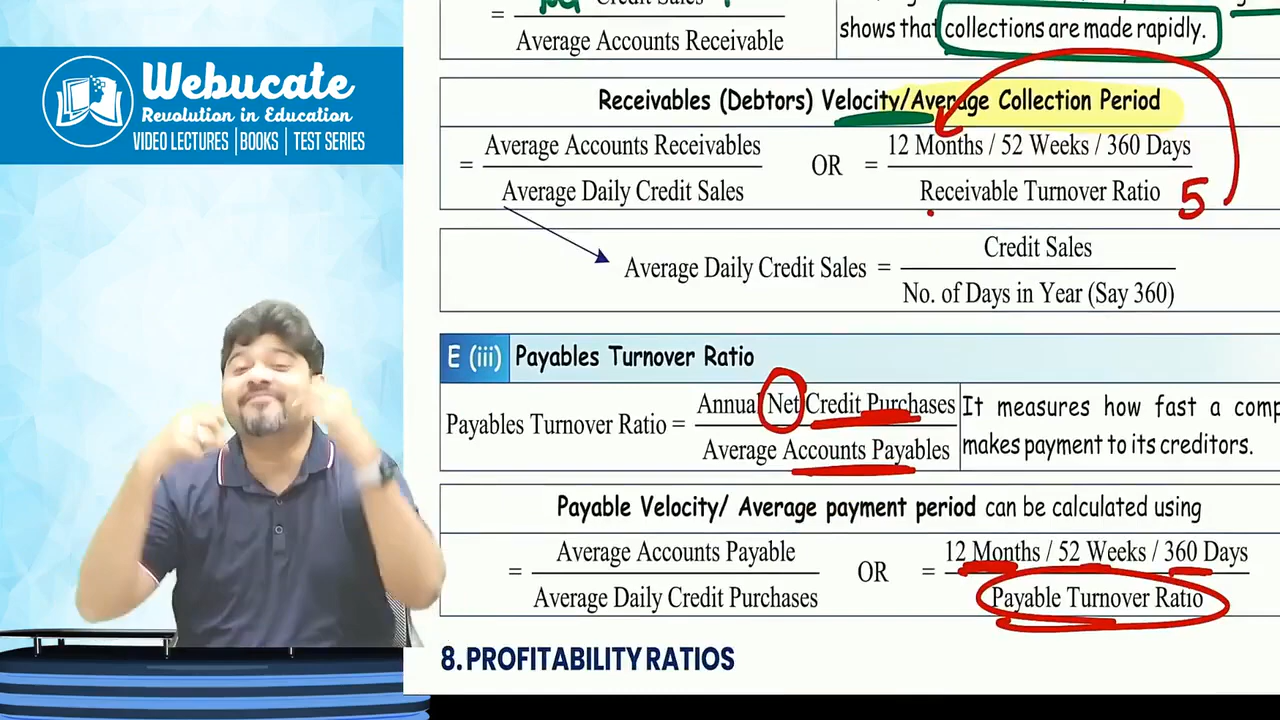 Webucate
Revolution in Education
VIDEO LECTURES | BOOKS | TEST SERIES
= Credit Sales
Average Accounts Receivable
shows that collections are made rapidly.
Receivables (Debtors) Velocity/Average Collection Period
= Average Accounts Receivables
Average Daily Credit Sales
OR = 12 Months / 52 Weeks / 360 Days
Receivable Turnover Ratio 5
Average Daily Credit Sales = Credit Sales
No. of Days in Year (Say 360)
E (iii) Payables Turnover Ratio
Payables Turnover Ratio = Annual Net Credit Purchases
Average Accounts Payables
It measures how fast a comp
makes payment to its creditors.
Payable Velocity/ Average payment period can be calculated using
= Average Accounts Payable
Average Daily Credit Purchases
OR = 12 Months / 52 Weeks / 360 Days
Payable Turnover Ratio
8. PROFITABILITY RATIOS